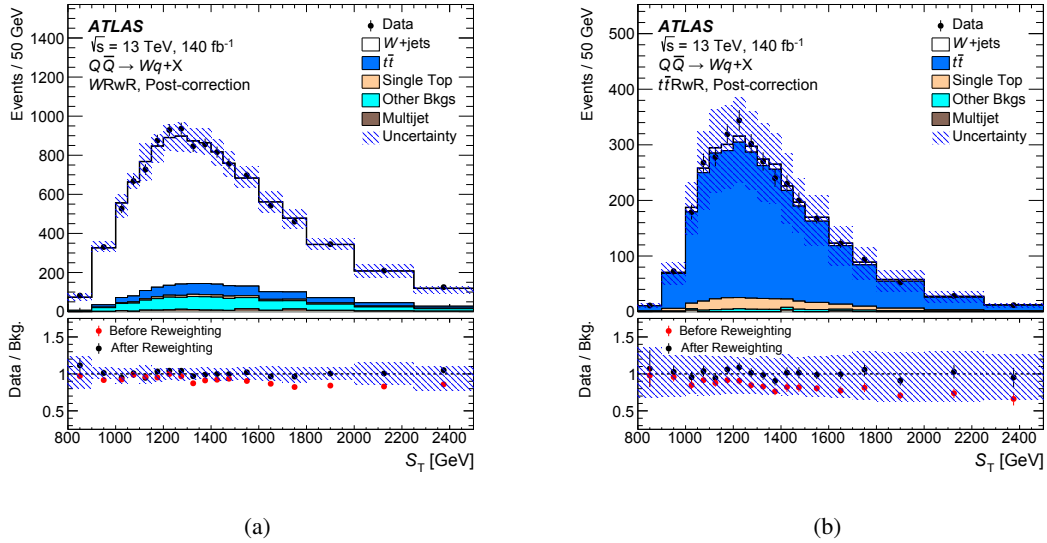 ATLAS
√s = 13 TeV, 140 fb⁻¹
QQ̅ → Wq+X
WRwR, Post-correction
Data
W+jets
tt̅
Single Top
Other Bkgs
Multijet
Uncertainty
Events / 50 GeV
1400
1200
1000
800
600
400
200
0
Before Reweighting
After Reweighting
Data / Bkg.
1.5
1
0.5
800 1000 1200 1400 1600 1800 2000 2200 2400
S_T [GeV]
(a)
ATLAS
√s = 13 TeV, 140 fb⁻¹
QQ̅ → Wq+X
tt̅RwR, Post-correction
Data
W+jets
tt̅
Single Top
Other Bkgs
Multijet
Uncertainty
Events / 50 GeV
500
400
300
200
100
0
Before Reweighting
After Reweighting
Data / Bkg.
1.5
1
0.5
800 1000 1200 1400 1600 1800 2000 2200 2400
S_T [GeV]
(b)